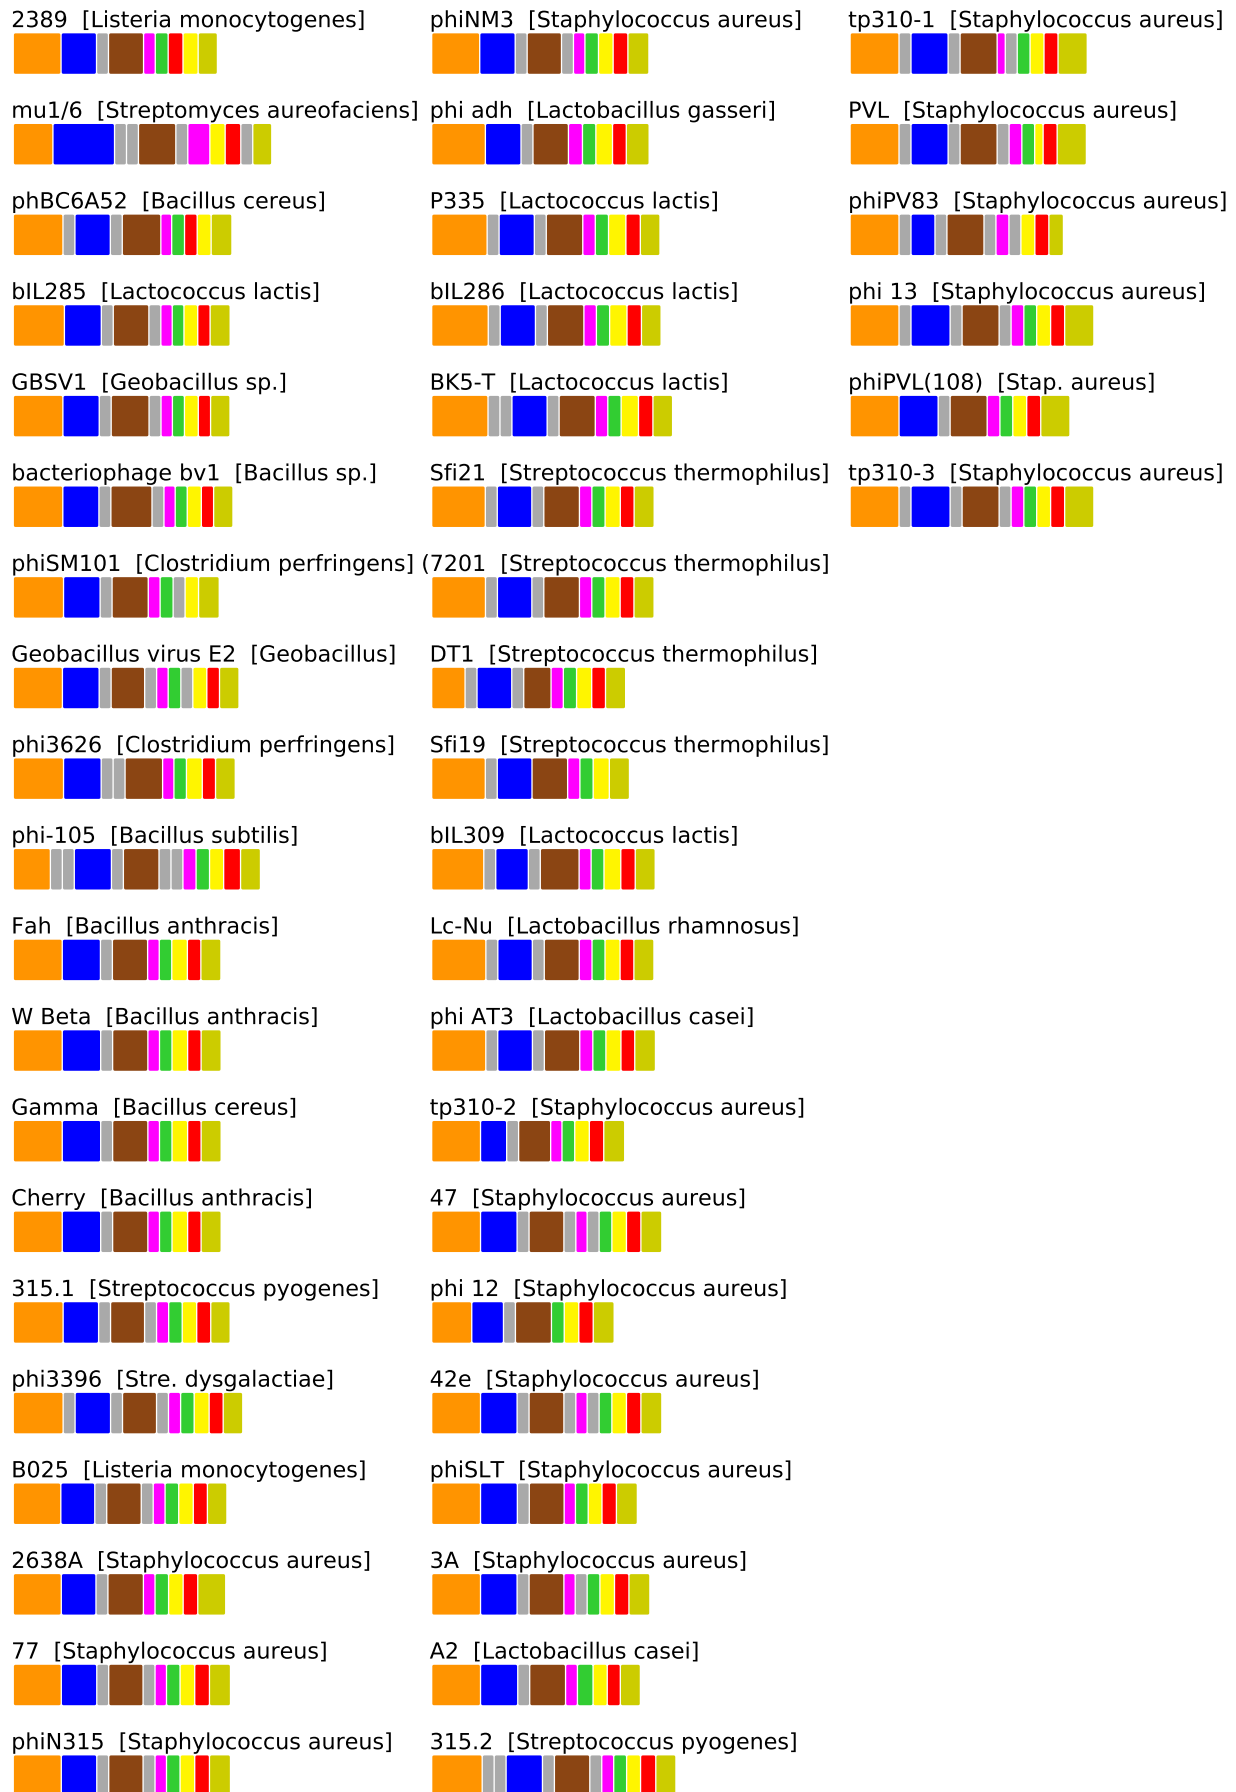 2389 [Listeria monocytogenes]
mu1/6 [Streptomyces aureofaciens]
phBC6A52 [Bacillus cereus]
bIL285 [Lactococcus lactis]
GBSV1 [Geobacillus sp.]
bacteriophage bv1 [Bacillus sp.]
phiSM101 [Clostridium perfringens] (
Geobacillus virus E2 [Geobacillus]
phi3626 [Clostridium perfringens]
phi-105 [Bacillus subtilis]
Fah [Bacillus anthracis]
W Beta [Bacillus anthracis]
Gamma [Bacillus cereus]
Cherry [Bacillus anthracis]
315.1 [Streptococcus pyogenes]
phi3396 [Stre. dysgalactiae]
B025 [Listeria monocytogenes]
2638A [Staphylococcus aureus]
77 [Staphylococcus aureus]
phiN315 [Staphylococcus aureus]
phiNM3 [Staphylococcus aureus]
phi adh [Lactobacillus gasseri]
P335 [Lactococcus lactis]
bIL286 [Lactococcus lactis]
BK5-T [Lactococcus lactis]
Sfi21 [Streptococcus thermophilus]
7201 [Streptococcus thermophilus]
DT1 [Streptococcus thermophilus]
Sfi19 [Streptococcus thermophilus]
bIL309 [Lactococcus lactis]
Lc-Nu [Lactobacillus rhamnosus]
phi AT3 [Lactobacillus casei]
tp310-2 [Staphylococcus aureus]
47 [Staphylococcus aureus]
phi 12 [Staphylococcus aureus]
42e [Staphylococcus aureus]
phiSLT [Staphylococcus aureus]
3A [Staphylococcus aureus]
A2 [Lactobacillus casei]
315.2 [Streptococcus pyogenes]
tp310-1 [Staphylococcus aureus]
PVL [Staphylococcus aureus]
phiPV83 [Staphylococcus aureus]
phi 13 [Staphylococcus aureus]
phiPVL(108) [Stap. aureus]
tp310-3 [Staphylococcus aureus]